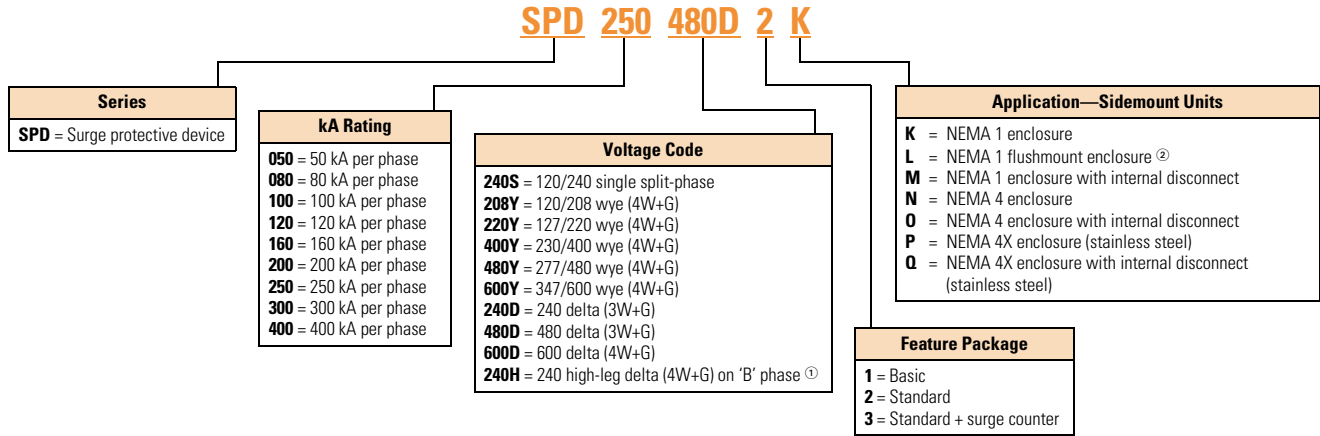 SPD 250 480D 2 K
Series
SPD = Surge protective device
kA Rating
050 = 50 kA per phase
080 = 80 kA per phase
100 = 100 kA per phase
120 = 120 kA per phase
160 = 160 kA per phase
200 = 200 kA per phase
250 = 250 kA per phase
300 = 300 kA per phase
400 = 400 kA per phase
Voltage Code
240S = 120/240 single split-phase
208Y = 120/208 wye (4W+G)
220Y = 127/220 wye (4W+G)
400Y = 230/400 wye (4W+G)
480Y = 277/480 wye (4W+G)
600Y = 347/600 wye (4W+G)
240D = 240 delta (3W+G)
480D = 480 delta (3W+G)
600D = 600 delta (4W+G)
240H = 240 high-leg delta (4W+G) on ‘B’ phase ①
Feature Package
1 = Basic
2 = Standard
3 = Standard + surge counter
Application—Sidemount Units
K = NEMA 1 enclosure
L = NEMA 1 flushmount enclosure ②
M = NEMA 1 enclosure with internal disconnect
N = NEMA 4 enclosure
O = NEMA 4 enclosure with internal disconnect
P = NEMA 4X enclosure (stainless steel)
Q = NEMA 4X enclosure with internal disconnect
(stainless steel)